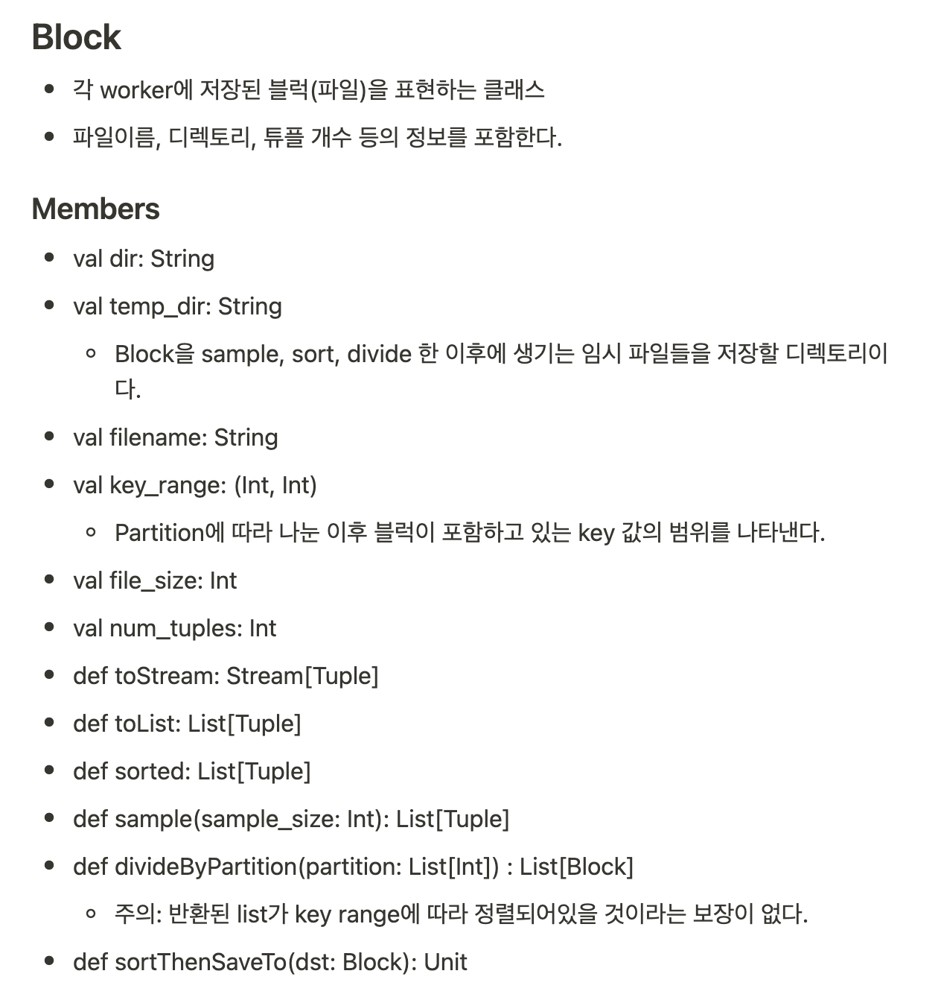 Block
• 각 worker에 저장된 블럭(파일)을 표현하는 클래스
• 파일이름, 디렉토리, 튜플 개수 등의 정보를 포함한다.
Members
• val dir: String
• val temp_dir: String
◦ Block을 sample, sort, divide 한 이후에 생기는 임시 파일들을 저장할 디렉토리이
다.
• val filename: String
• val key_range: (Int, Int)
◦ Partition에 따라 나눈 이후 블럭이 포함하고 있는 key 값의 범위를 나타낸다.
• val file_size: Int
• val num_tuples: Int
• def toStream: Stream[Tuple]
• def toList: List[Tuple]
• def sorted: List[Tuple]
• def sample(sample_size: Int): List[Tuple]
• def divideByPartition(partition: List[Int]) : List[Block]
◦ 주의: 반환된 list가 key range에 따라 정렬되어있을 것이라는 보장이 없다.
• def sortThenSaveTo(dst: Block): Unit